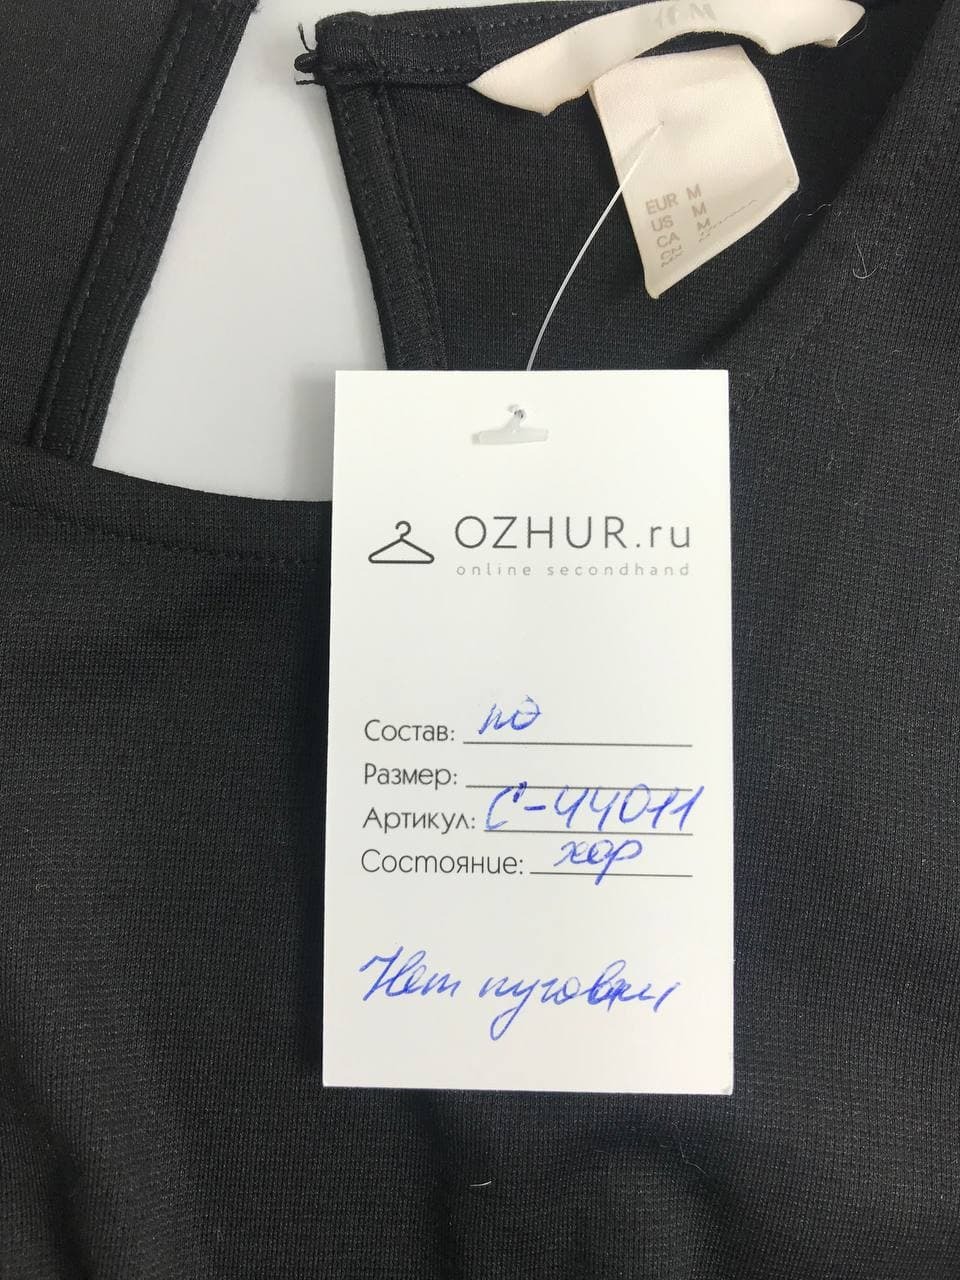 H&M
EUR M
US M
CA M
OZHUR.ru
online secondhand
Состав: пэ
Размер:
Артикул: С-44011
Состояние: хор
Нет пуговки